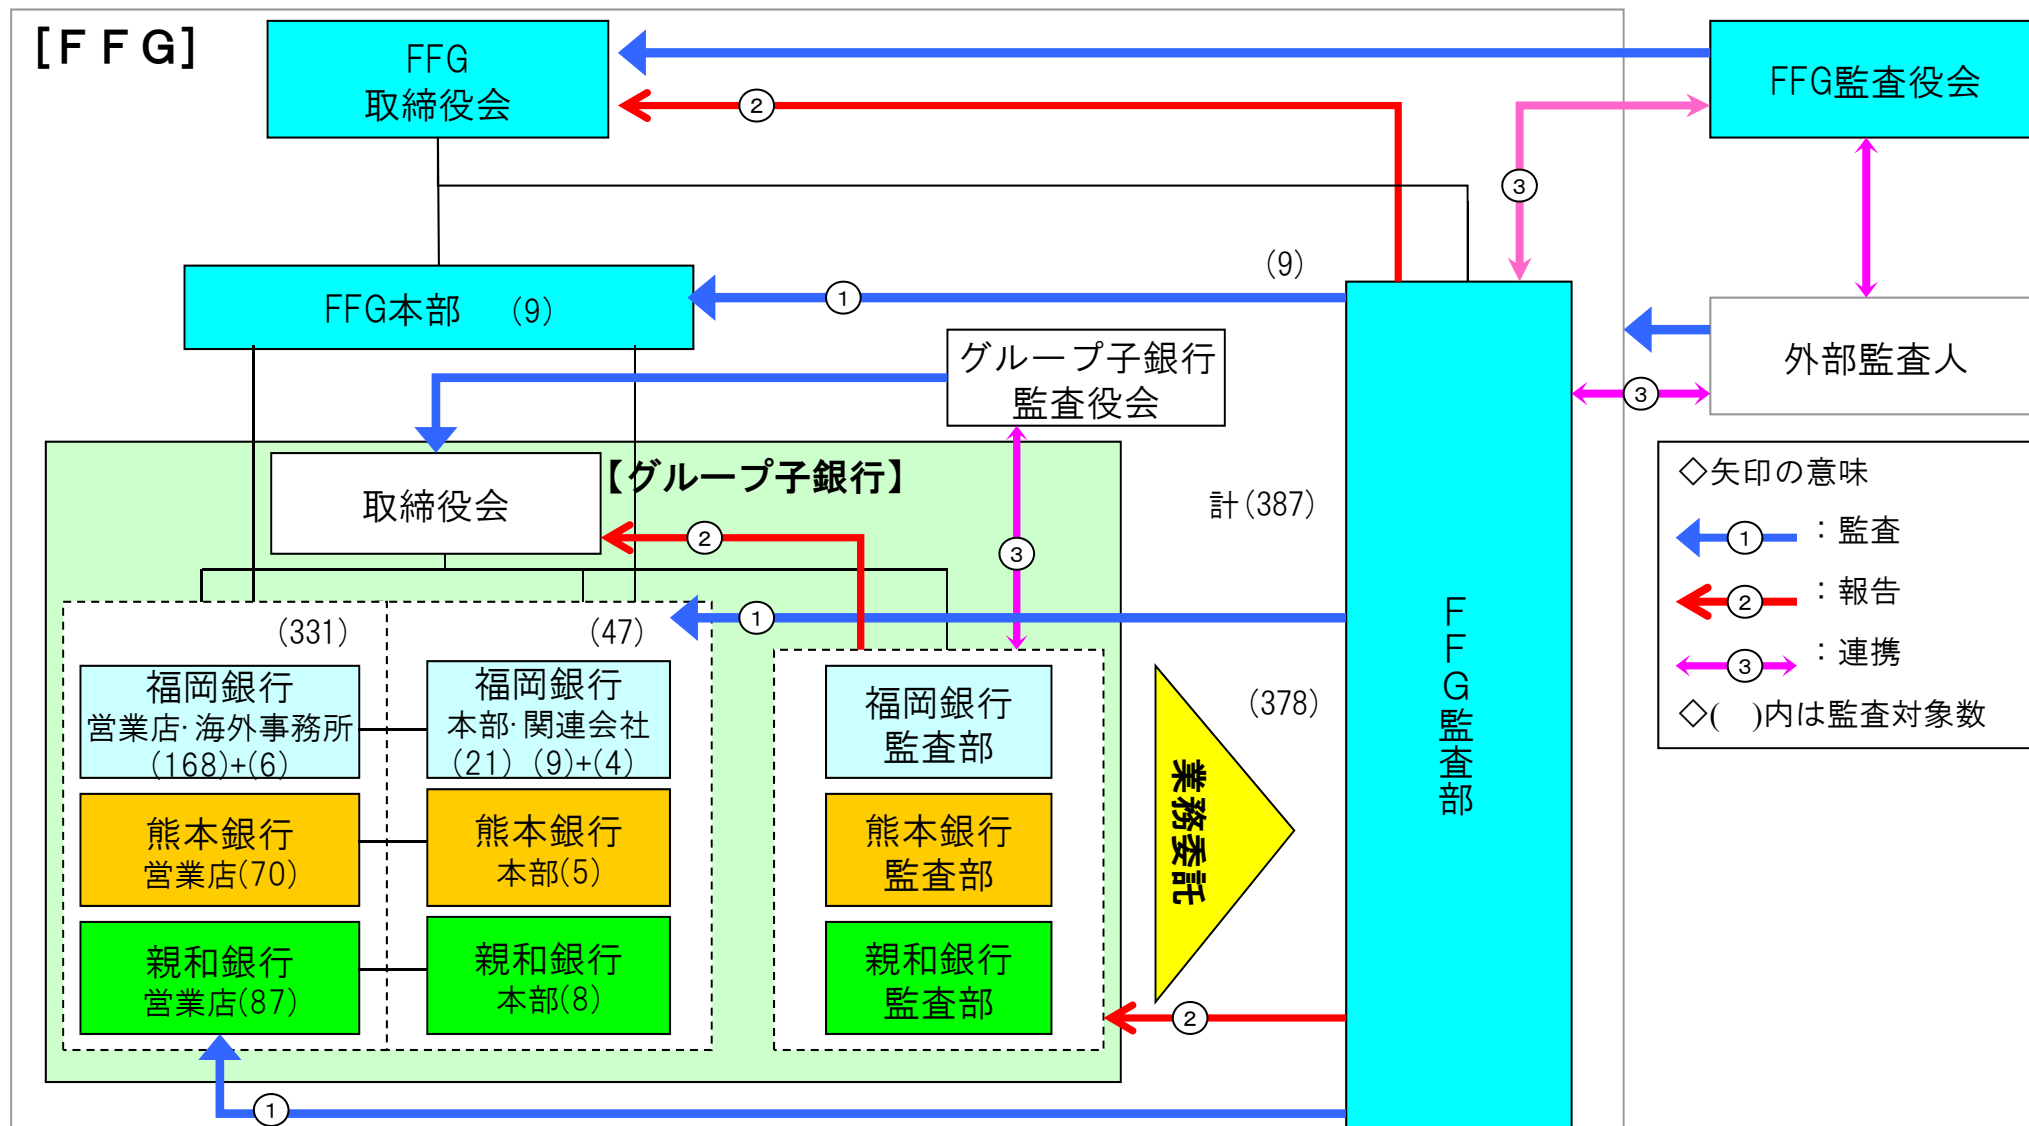 [ＦＦＧ]
FFG
取締役会
FFG監査役会
②
③
(9)
FFG本部　(9)
①
グループ子銀行
監査役会
外部監査人
③
【グループ子銀行】
取締役会
②
③
計(387)
◇矢印の意味
①：監査
②：報告
③：連携
◇(　)内は監査対象数
①
(331)
(47)
福岡銀行
営業店・海外事務所
(168)+(6)
福岡銀行
本部・関連会社
(21) (9)+(4)
福岡銀行
監査部
(378)
熊本銀行
営業店(70)
熊本銀行
本部(5)
熊本銀行
監査部
業務委託
ＦＦＧ監査部
親和銀行
営業店(87)
親和銀行
本部(8)
親和銀行
監査部
②
①